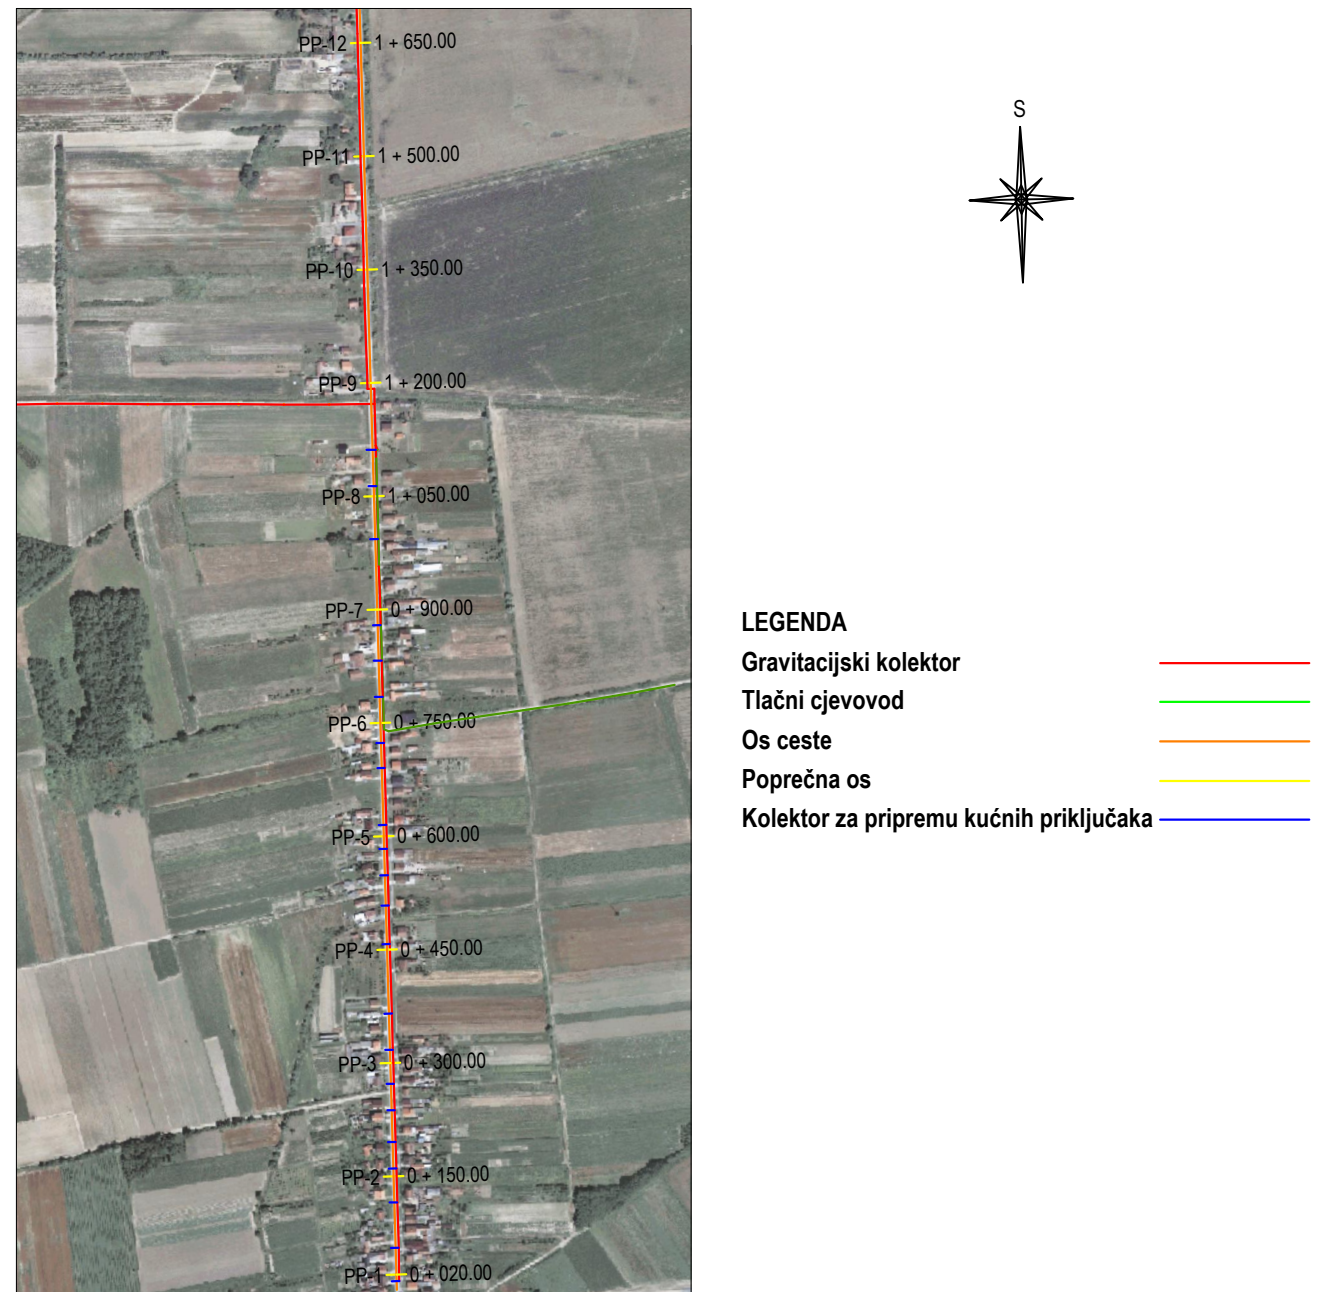 PP-12 1 + 650.00
S
PP-11 1 + 500.00
PP-10 1 + 350.00
PP-9 1 + 200.00
PP-8 1 + 050.00
PP-7 0 + 900.00
PP-6 0 + 750.00
PP-5 0 + 600.00
PP-4 0 + 450.00
PP-3 0 + 300.00
PP-2 0 + 150.00
PP-1 0 + 020.00
LEGENDA
Gravitacijski kolektor
Tlačni cjevovod
Os ceste
Poprečna os
Kolektor za pripremu kućnih priključaka